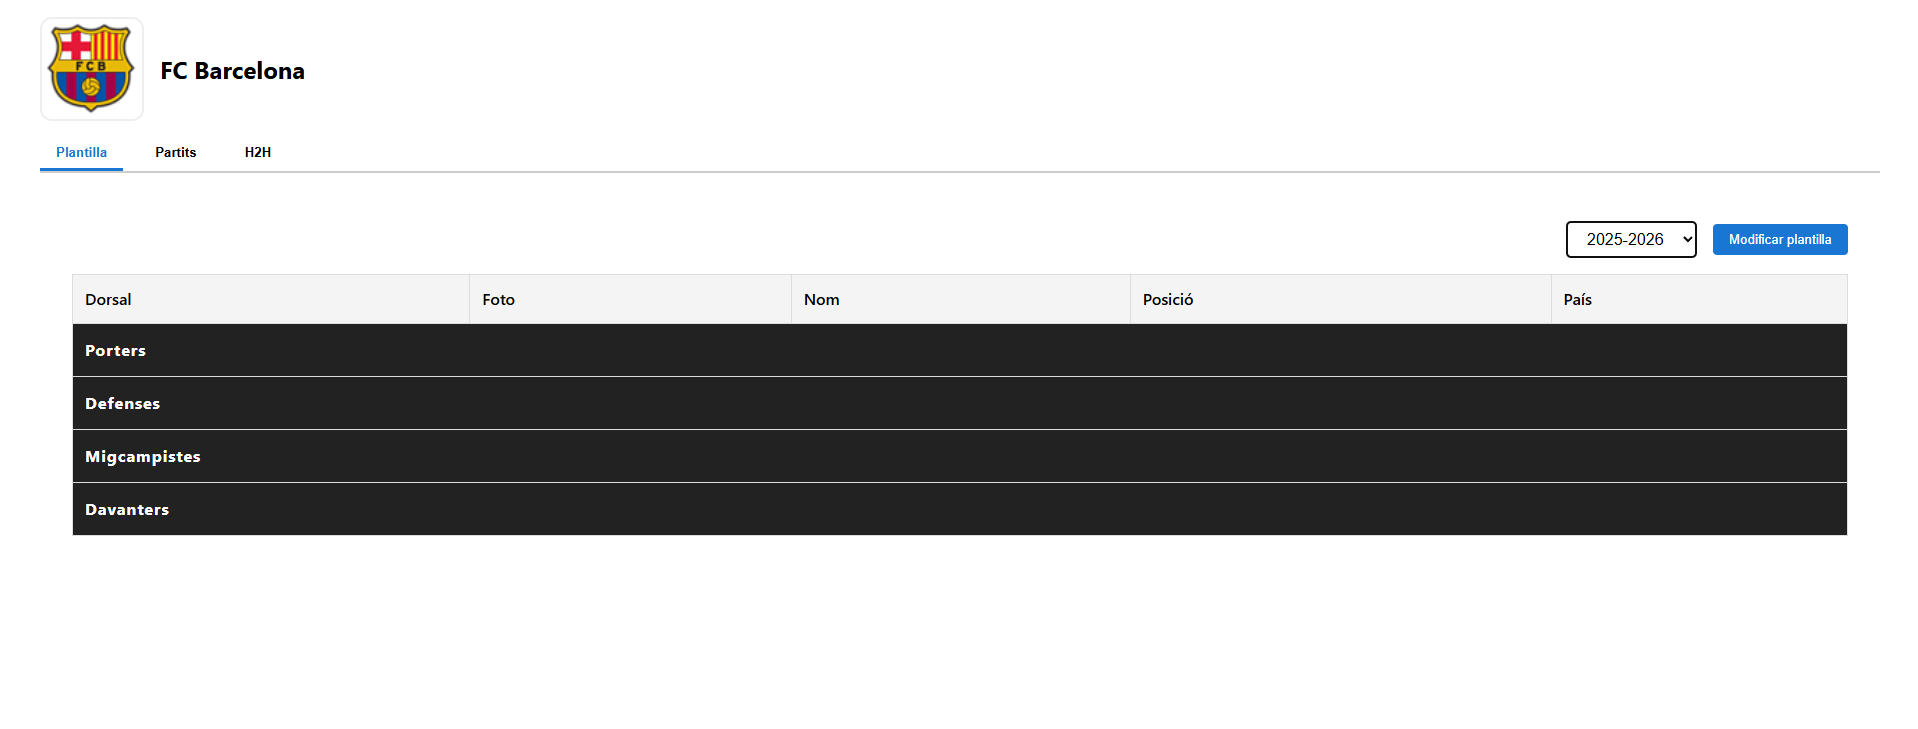 FCB
FC Barcelona
Plantilla Partits H2H
2025-2026 Modificar plantilla
Dorsal Foto Nom Posició País
Porters
Defenses
Migcampistes
Davanters